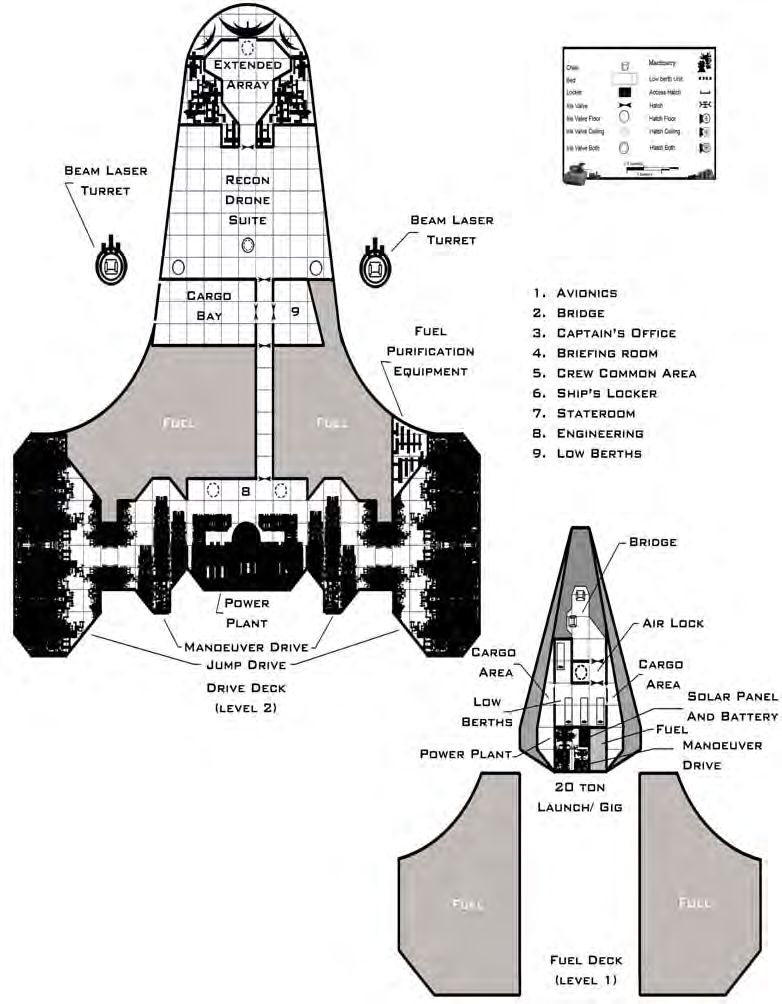 Extended
Array
Chair
Machinery
Bed
Low berth Unit
Locker
Access Hatch
Iris Valve
Hatch
Iris Valve Floor
Hatch Floor
Iris Valve Ceiling
Hatch Ceiling
Iris Valve Both
Hatch Both
Beam Laser
Turret
Recon
Drone
Suite
Beam Laser
Turret
Cargo
Bay
9
Fuel
Purification
Equipment
1. Avionics
2. Bridge
3. Captain's Office
4. Briefing room
5. Crew Common Area
6. Ship's Locker
7. Stateroom
8. Engineering
9. Low Berths
Fuel
Fuel
8
Power
Plant
Manoeuver Drive
Jump Drive
Drive Deck
(level 2)
Bridge
Air Lock
Cargo
Area
Cargo
Area
Low
Berths
Solar Panel
And Battery
Fuel
Power Plant
Manoeuver
Drive
20 ton
Launch/ Gig
Fuel
Fuel
Fuel Deck
(level 1)